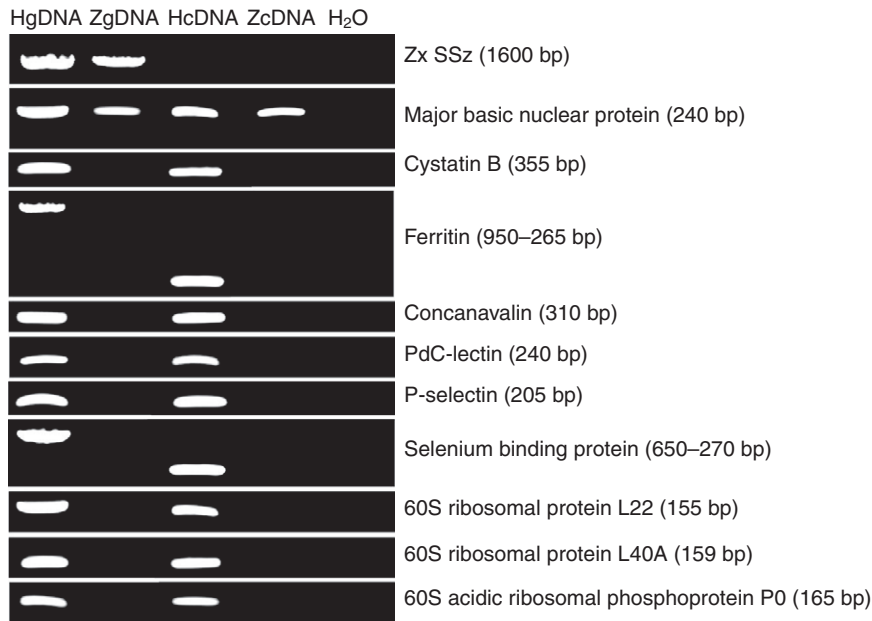 HgDNA ZgDNA HcDNA ZcDNA H₂O
Zx SSz (1600 bp)
Major basic nuclear protein (240 bp)
Cystatin B (355 bp)
Ferritin (950–265 bp)
Concanavalin (310 bp)
PdC-lectin (240 bp)
P-selectin (205 bp)
Selenium binding protein (650–270 bp)
60S ribosomal protein L22 (155 bp)
60S ribosomal protein L40A (159 bp)
60S acidic ribosomal phosphoprotein P0 (165 bp)